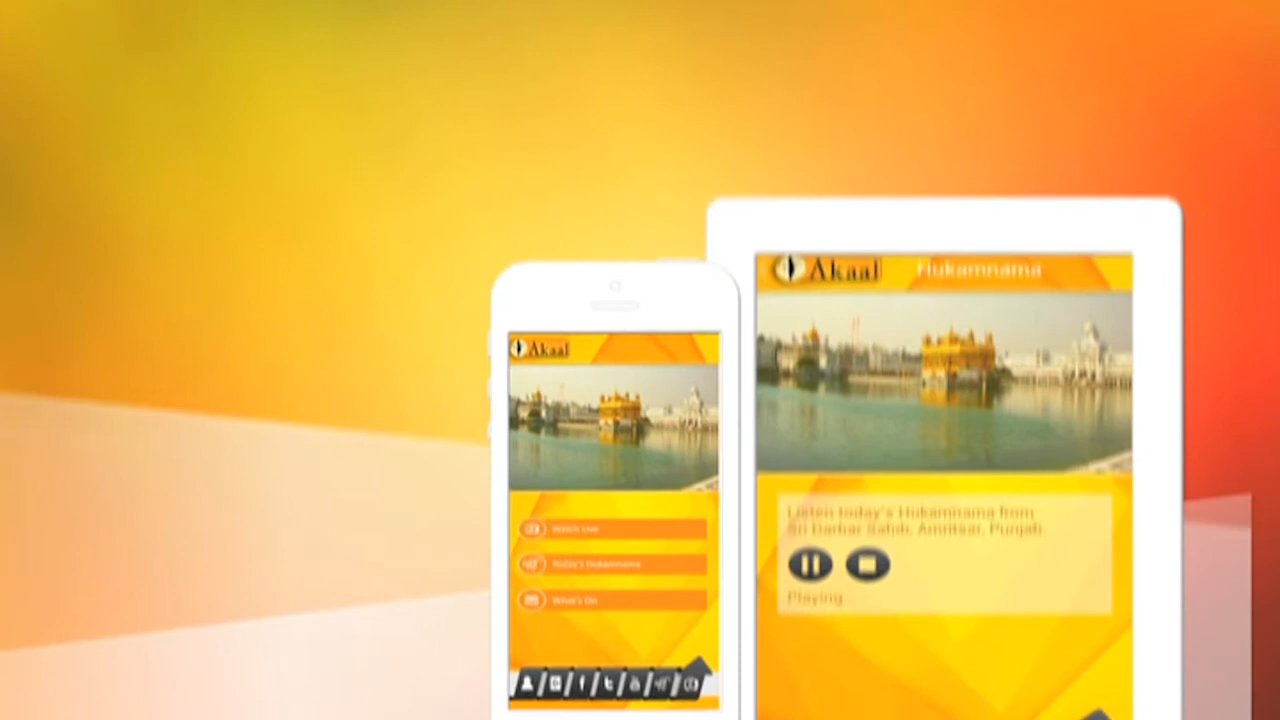 Akaal
Watch Live
Today's Hukamnama
What's On
Akaal Hukamnama
Listen today's Hukamnama from
Sri Darbar Sahib, Amritsar, Punjab
Playing